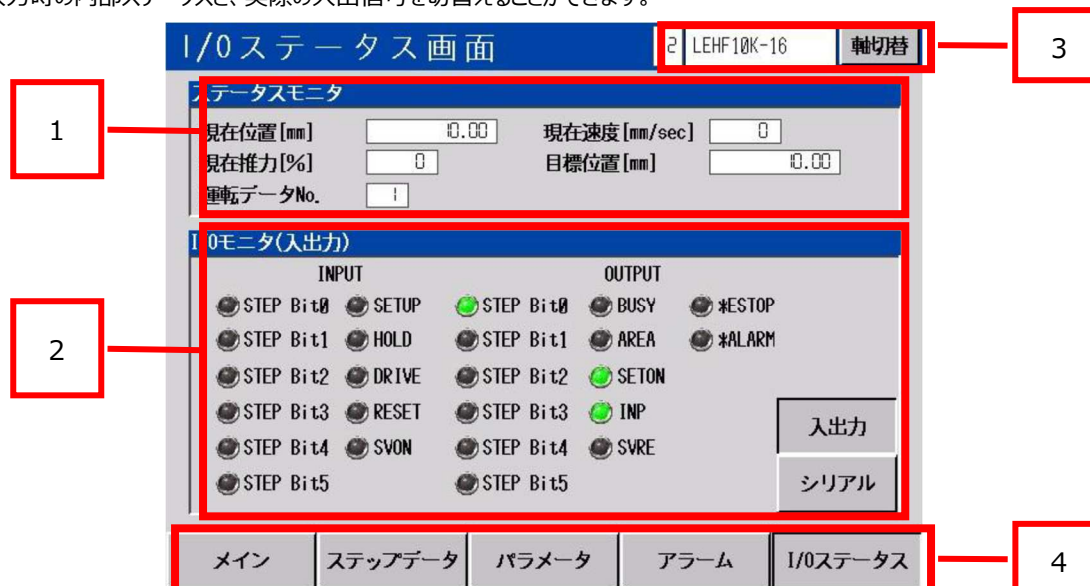 入力時の内部ステータスと、実際の入出信号を切替えることができます。
I/Oステータス画面
2 LEHF10K-16 軸切替
3
ステータスモニタ
1
現在位置[mm] 10.00 現在速度[mm/sec] 0
現在推力[%] 0 目標位置[mm] 10.00
運転データNo. 1
I/Oモニタ(入出力)
INPUT OUTPUT
STEP Bit0 SETUP STEP Bit0 BUSY *ESTOP
STEP Bit1 HOLD STEP Bit1 AREA *ALARM
2
STEP Bit2 DRIVE STEP Bit2 SETON
STEP Bit3 RESET STEP Bit3 INP
入出力
STEP Bit4 SVON STEP Bit4 SVRE
STEP Bit5 STEP Bit5
シリアル
メイン ステップデータ パラメータ アラーム I/Oステータス
4